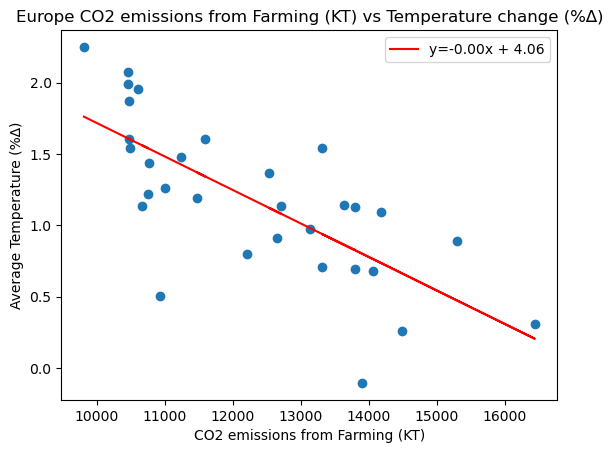 Europe CO2 emissions from Farming (KT) vs Temperature change (%Δ)
y=-0.00x + 4.06
2.0
1.5
1.0
0.5
0.0
Average Temperature (%Δ)
10000 11000 12000 13000 14000 15000 16000
CO2 emissions from Farming (KT)